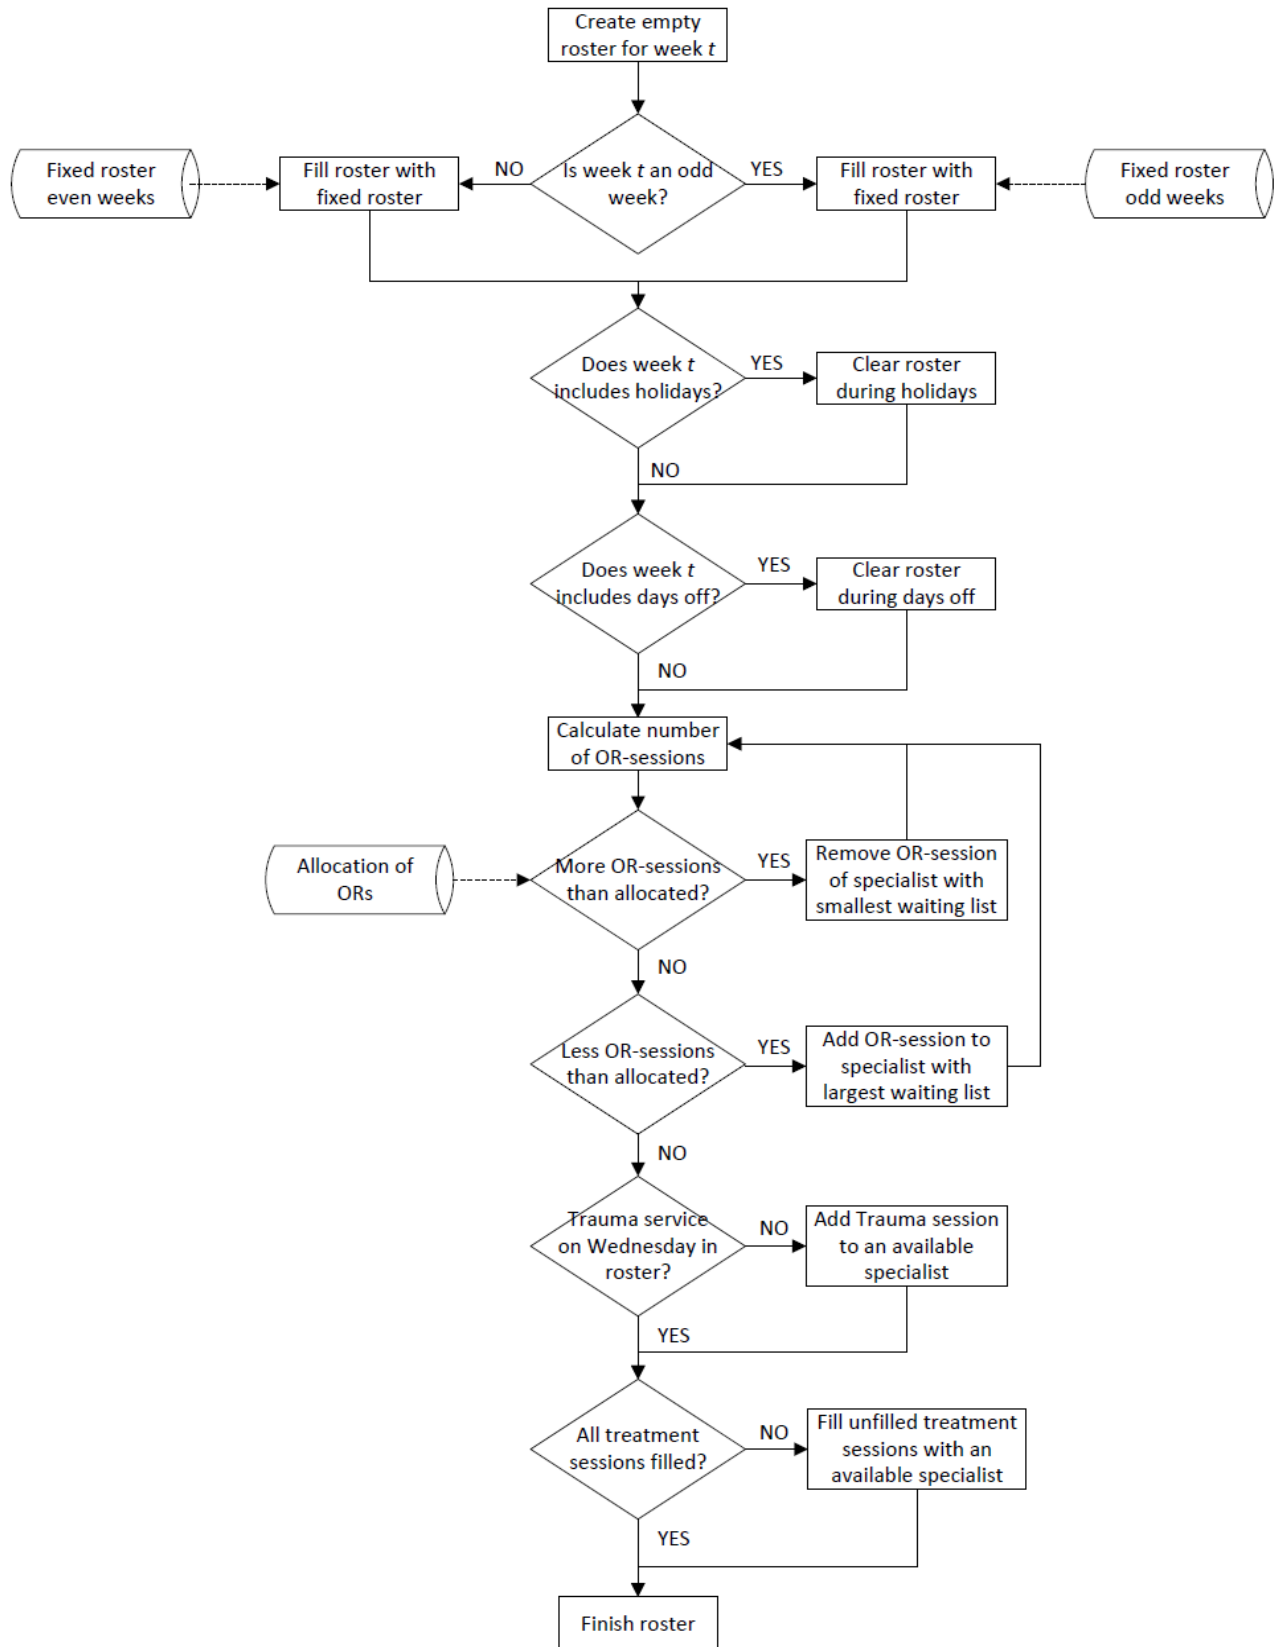 Create empty
roster for week t
Fixed roster
even weeks
Fill roster with
fixed roster
NO
Is week t an odd
week?
YES
Fill roster with
fixed roster
Fixed roster
odd weeks
Does week t
includes holidays?
YES
Clear roster
during holidays
NO
Does week t
includes days off?
YES
Clear roster
during days off
NO
Calculate number
of OR-sessions
Allocation of
ORs
More OR-sessions
than allocated?
YES
Remove OR-session
of specialist with
smallest waiting list
NO
Less OR-sessions
than allocated?
YES
Add OR-session to
specialist with
largest waiting list
NO
Trauma service
on Wednesday in
roster?
NO
Add Trauma session
to an available
specialist
YES
All treatment
sessions filled?
NO
Fill unfilled treatment
sessions with an
available specialist
YES
Finish roster